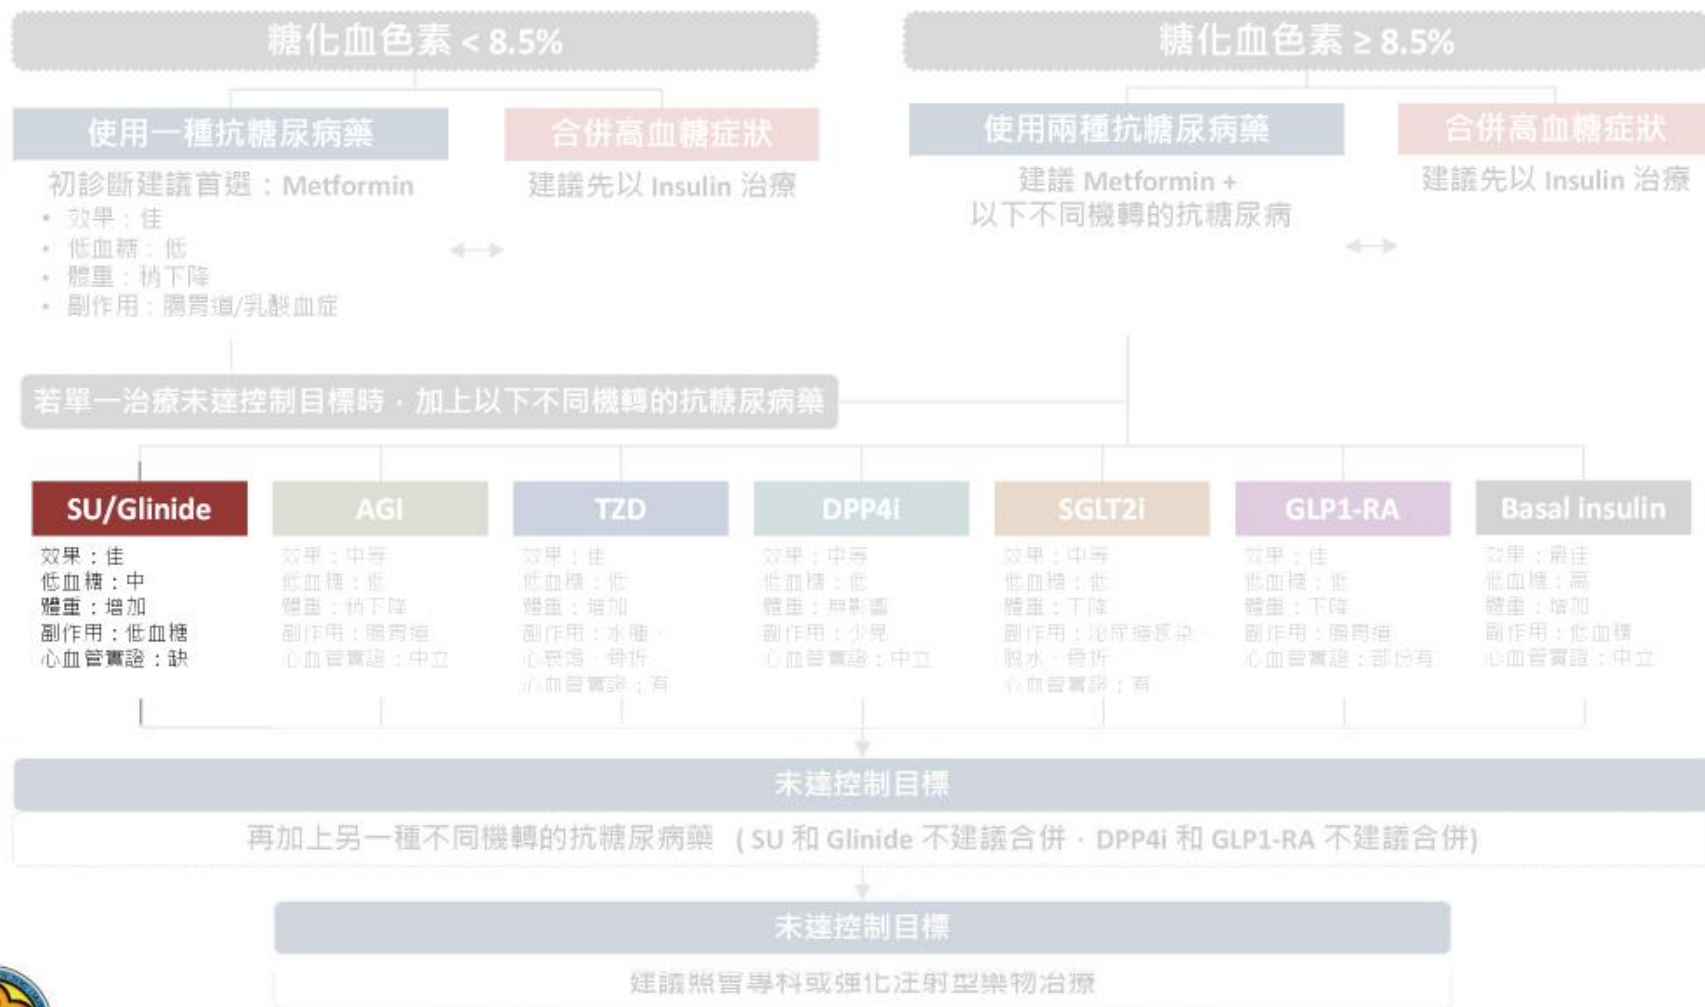 糖化血色素 < 8.5%
糖化血色素 ≥ 8.5%
使用一種抗糖尿病藥
合併高血糖症狀
使用兩種抗糖尿病藥
合併高血糖症狀
初診斷建議首選：Metformin
• 效果：佳
• 低血糖：低
• 體重：稍下降
• 副作用：腸胃道/乳酸血症
建議先以 Insulin 治療
建議 Metformin +
以下不同機轉的抗糖尿病
建議先以 Insulin 治療
若單一治療未達控制目標時，加上以下不同機轉的抗糖尿病藥
SU/Glinide
效果：佳
低血糖：中
體重：增加
副作用：低血糖
心血管實證：缺
AGI
效果：中等
低血糖：低
體重：稍下降
副作用：腸胃道
心血管實證：中立
TZD
效果：佳
低血糖：低
體重：增加
副作用：水腫、
心衰竭、骨折
心血管實證：有
DPP4i
效果：中等
低血糖：低
體重：無影響
副作用：少見
心血管實證：中立
SGLT2i
效果：中等
低血糖：低
體重：下降
副作用：泌尿道感染、
脫水、骨折
心血管實證：有
GLP1-RA
效果：佳
低血糖：低
體重：下降
副作用：腸胃道
心血管實證：部份有
Basal insulin
效果：最佳
低血糖：高
體重：增加
副作用：低血糖
心血管實證：中立
未達控制目標
再加上另一種不同機轉的抗糖尿病藥 ( SU 和 Glinide 不建議合併，DPP4i 和 GLP1-RA 不建議合併)
未達控制目標
建議照會專科或強化注射型藥物治療